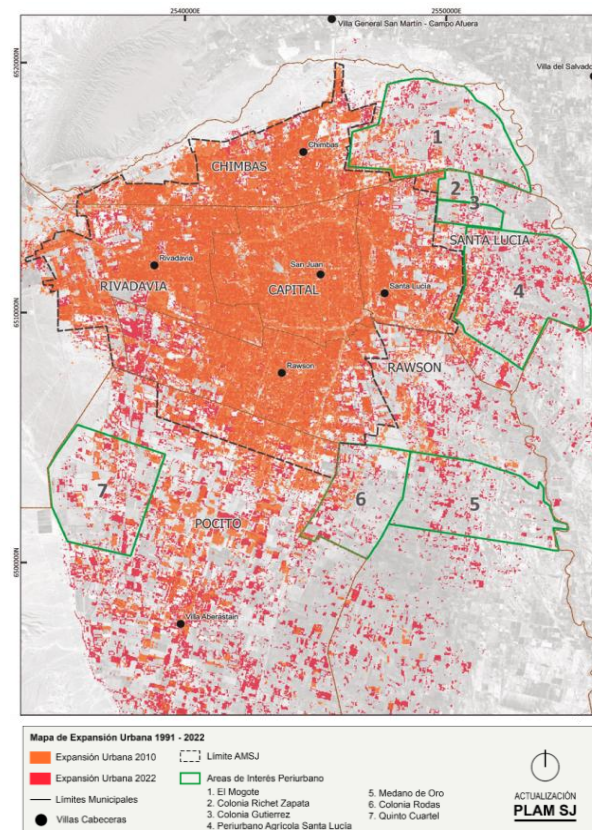 2540000E
2550000E
Villa General San Martín - Campo Afuera
6520000N
Villa del Salvador
1
Chimbas
CHIMBAS
2
3
SANTA LUCIA
Rivadavia
San Juan
RIVADAVIA
CAPITAL
Santa Lucía
4
6510000N
RAWSON
Rawson
7
6
5
POCITO
6500000N
Villa Aberastain
Mapa de Expansión Urbana 1991 - 2022
Expansión Urbana 2010
Expansión Urbana 2022
Límites Municipales
Villas Cabeceras
Límite AMSJ
Areas de Interés Periurbano
1. El Mogote
2. Colonia Richet Zapata
3. Colonia Gutierrez
4. Periurbano Agrícola Santa Lucía
5. Medano de Oro
6. Colonia Rodas
7. Quinto Cuartel
ACTUALIZACIÓN
PLAM SJ